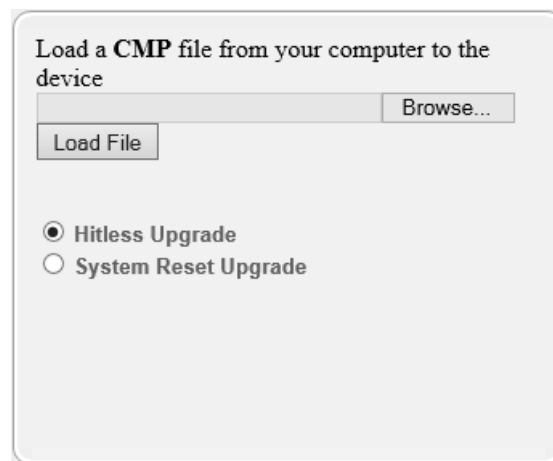 Load a CMP file from your computer to the
device
Browse...
Load File
Hitless Upgrade
System Reset Upgrade